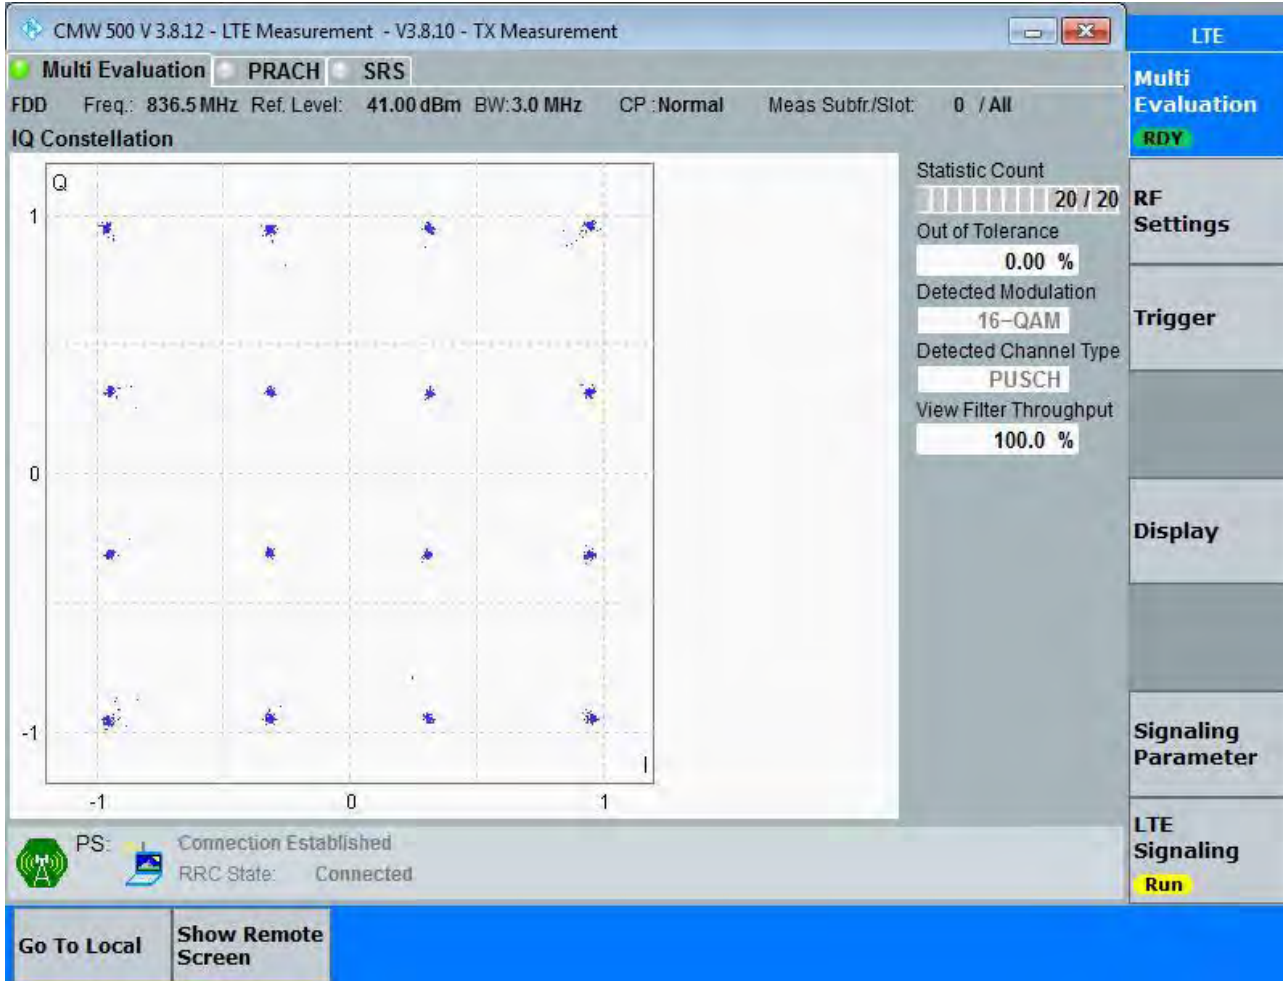 CMW 500 V 3.8.12 - LTE Measurement - V3.8.10 - TX Measurement
LTE
Multi Evaluation PRACH SRS
FDD Freq.: 836.5 MHz Ref. Level: 41.00 dBm BW: 3.0 MHz CP : Normal Meas Subfr./Slot: 0 / All
IQ Constellation
Q
1
0
-1
I
-1 0 1
Statistic Count
20 / 20
Out of Tolerance
0.00 %
Detected Modulation
16-QAM
Detected Channel Type
PUSCH
View Filter Throughput
100.0 %
Multi
Evaluation
RDY
RF
Settings
Trigger
Display
Signaling
Parameter
LTE
Signaling
Run
PS: Connection Established
RRC State: Connected
Go To Local
Show Remote
Screen